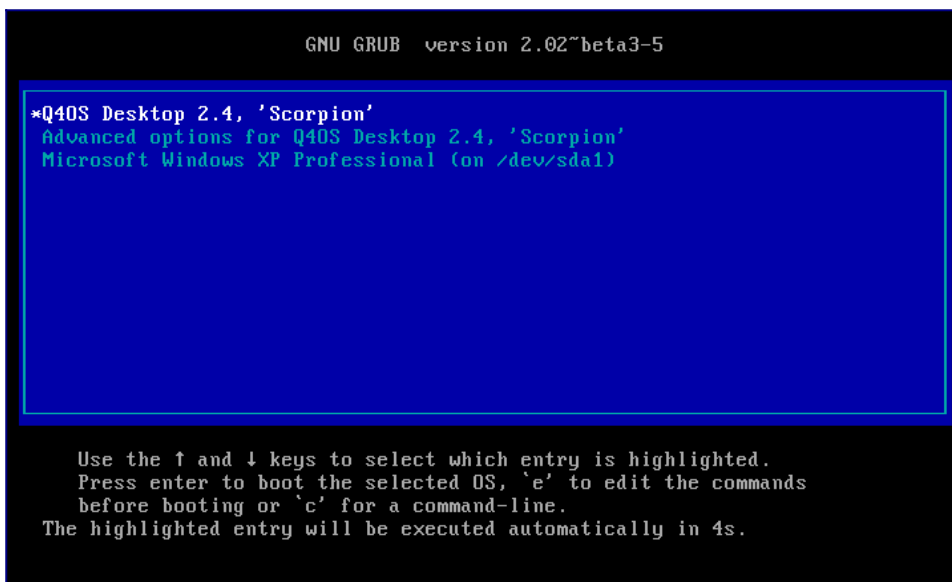 GNU GRUB  version 2.02~beta3-5
*Q4OS Desktop 2.4, 'Scorpion'
Advanced options for Q4OS Desktop 2.4, 'Scorpion'
Microsoft Windows XP Professional (on /dev/sda1)
Use the ↑ and ↓ keys to select which entry is highlighted.
Press enter to boot the selected OS, `e' to edit the commands
before booting or `c' for a command-line.
The highlighted entry will be executed automatically in 4s.